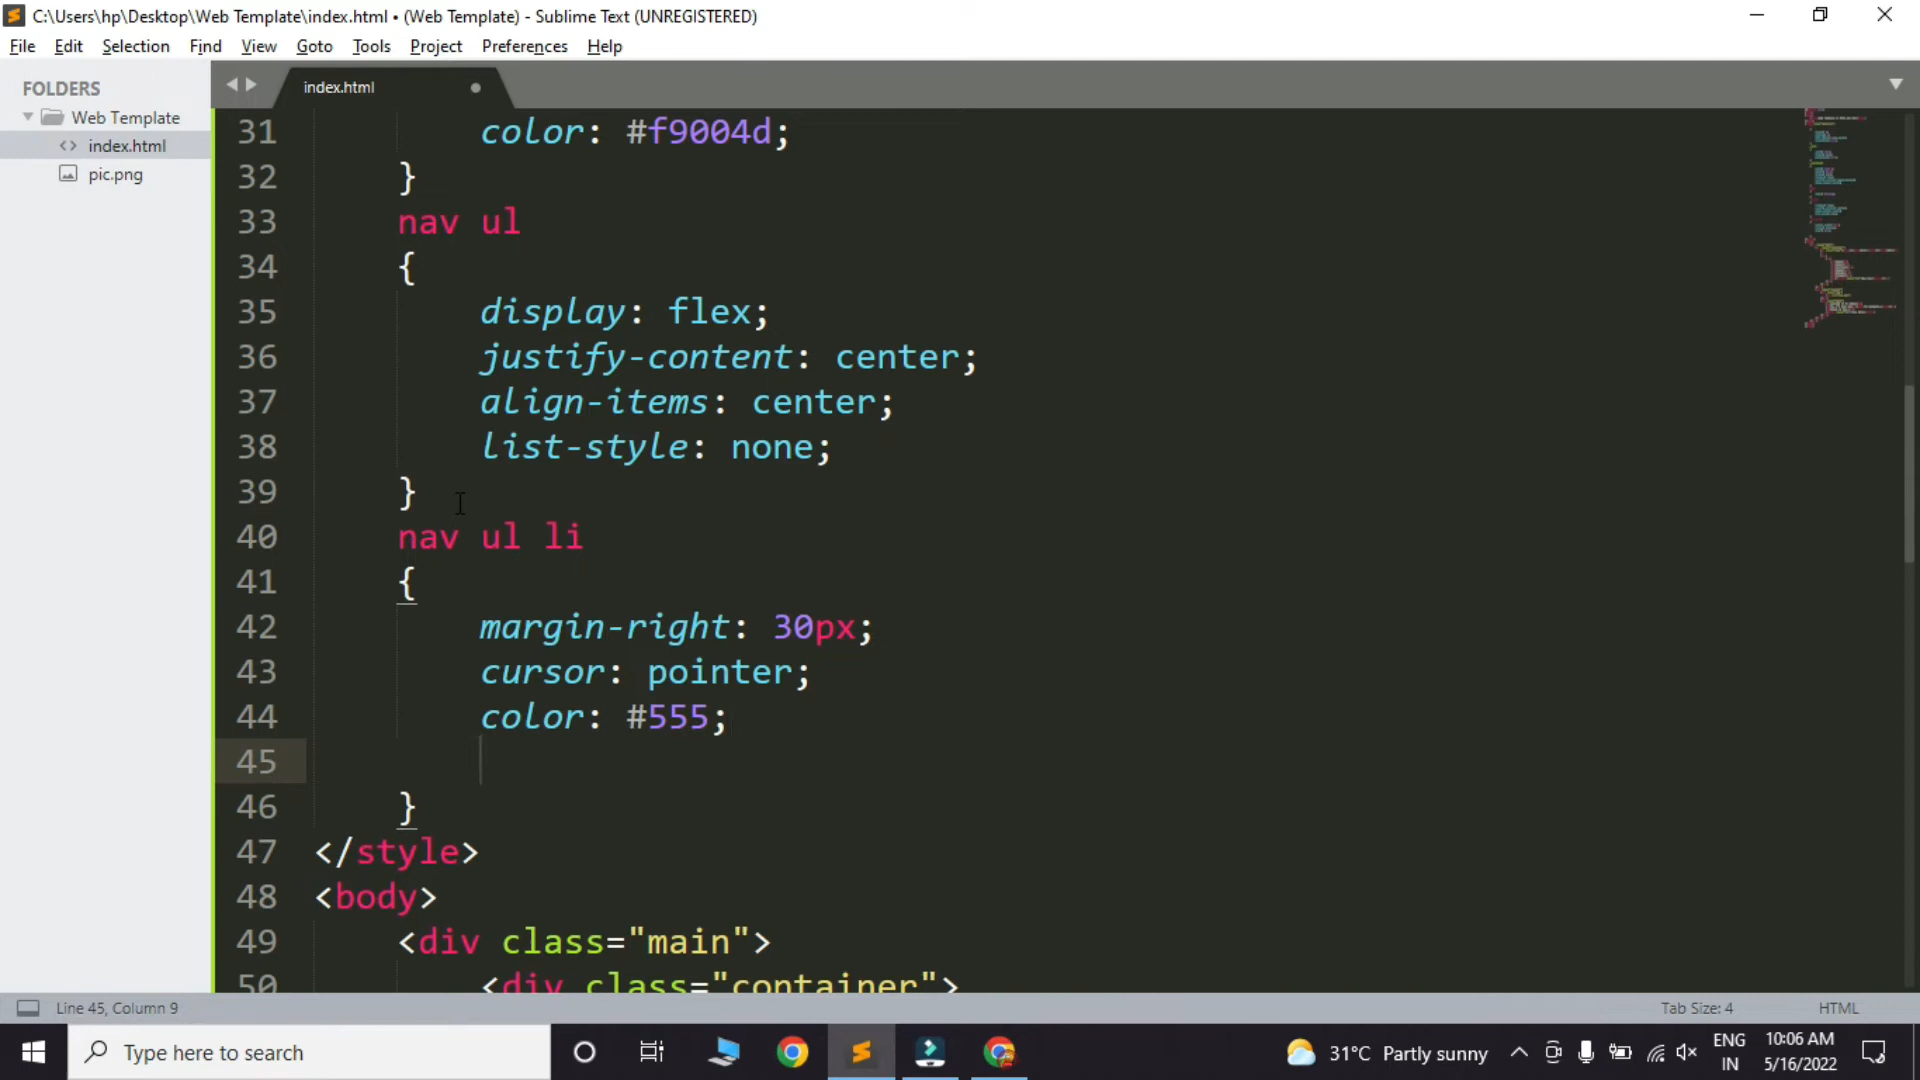 C:\Users\hp\Desktop\Web Template\index.html • (Web Template) - Sublime Text (UNREGISTERED)
File Edit Selection Find View Goto Tools Project Preferences Help
FOLDERS
Web Template
index.html
pic.png
index.html
31 color: #f9004d;
32 }
33 nav ul
34 {
35 display: flex;
36 justify-content: center;
37 align-items: center;
38 list-style: none;
39 }
40 nav ul li
41 {
42 margin-right: 30px;
43 cursor: pointer;
44 color: #555;
45
46 }
47 </style>
48 <body>
49 <div class="main">
50 <div class="container">
Line 45, Column 9
Tab Size: 4
HTML
Type here to search
31°C Partly sunny
ENG
IN
10:06 AM
5/16/2022